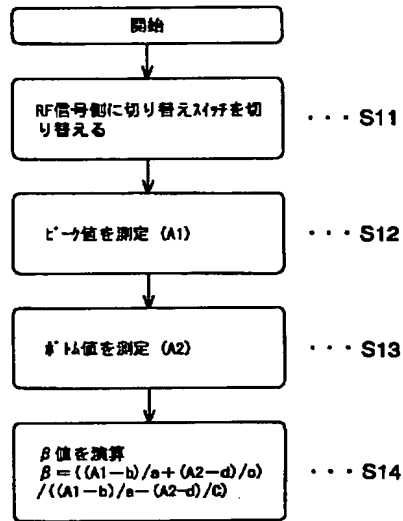 開始
RF信号側に切り替えｽｲｯﾁを切
り替える
・・・S11
ﾋﾟｰｸ値を測定 (A1)
・・・S12
ﾎﾞﾄﾑ値を測定 (A2)
・・・S13
β値を演算
β＝((A1－b)/a＋(A2－d)/c)
/((A1－b)/a－(A2-d)/C)
・・・S14